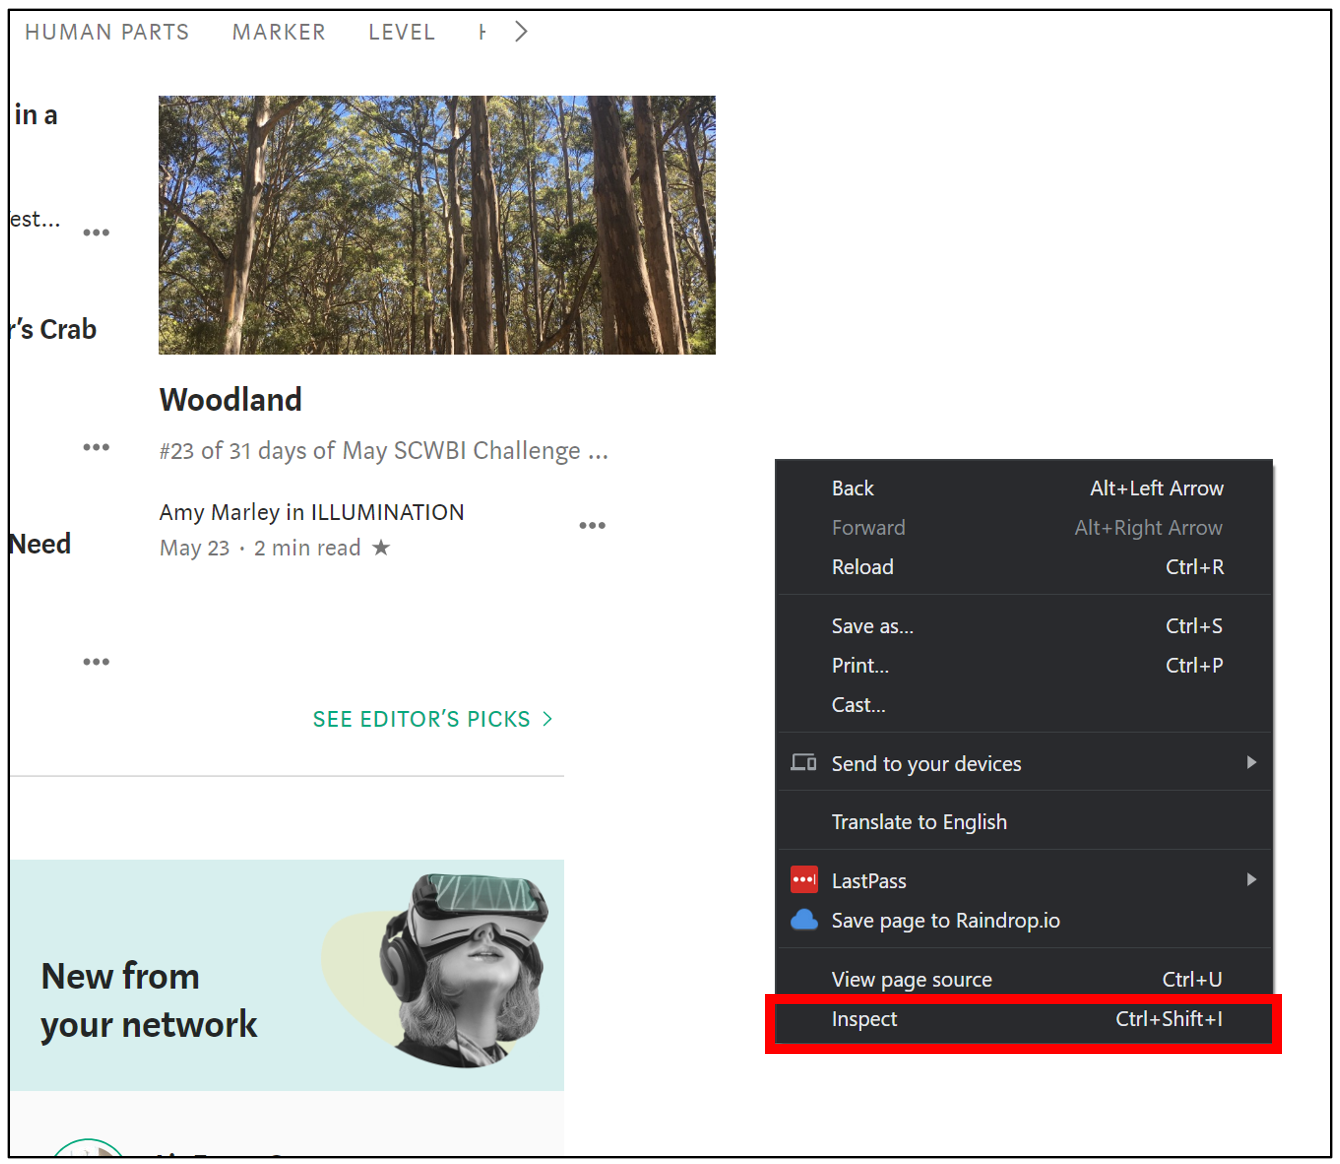 HUMAN PARTS MARKER LEVEL
in a
est...
r's Crab
Need
Woodland
#23 of 31 days of May SCWBI Challenge ...
Amy Marley in ILLUMINATION
May 23 · 2 min read ★
SEE EDITOR'S PICKS >
New from
your network
Back Alt+Left Arrow
Forward Alt+Right Arrow
Reload Ctrl+R
Save as... Ctrl+S
Print... Ctrl+P
Cast...
Send to your devices
Translate to English
LastPass
Save page to Raindrop.io
View page source Ctrl+U
Inspect Ctrl+Shift+I